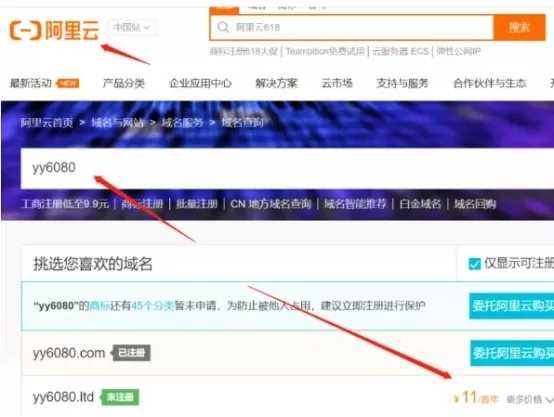 阿里云 中国站
阿里云618 搜索
商标注册618大促 | Teambition免费试用 | 云服务器 ECS | 弹性公网IP
最新活动 NEW 产品分类 企业应用中心 解决方案 云市场 支持与服务 合作伙伴与生态
阿里云首页 > 域名与网站 > 域名服务 > 域名查询
yy6080
工商注册低至9.9元 | 商标注册 | 批量注册 | CN 地方域名查询 | 域名智能推荐 | 白金域名 | 域名回购
挑选您喜欢的域名 仅显示可注册
“yy6080”的商标还有45个分类暂未申请，为防止被他人占用，建议立即注册进行保护 委托阿里云购买
yy6080.com 已注册 委托阿里云购买
yy6080.ltd 未注册 ¥11/首年 更多价格